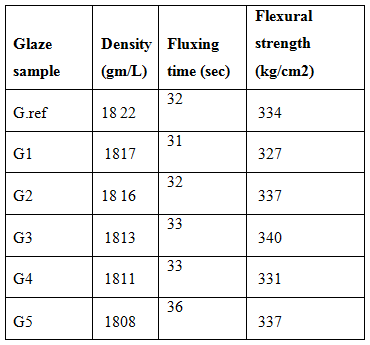 Glaze sample Density (gm/L) Fluxing time (sec) Flexural strength (kg/cm2)
G.ref 18 22 32 334
G1 1817 31 327
G2 18 16 32 337
G3 1813 33 340
G4 1811 33 331
G5 1808 36 337